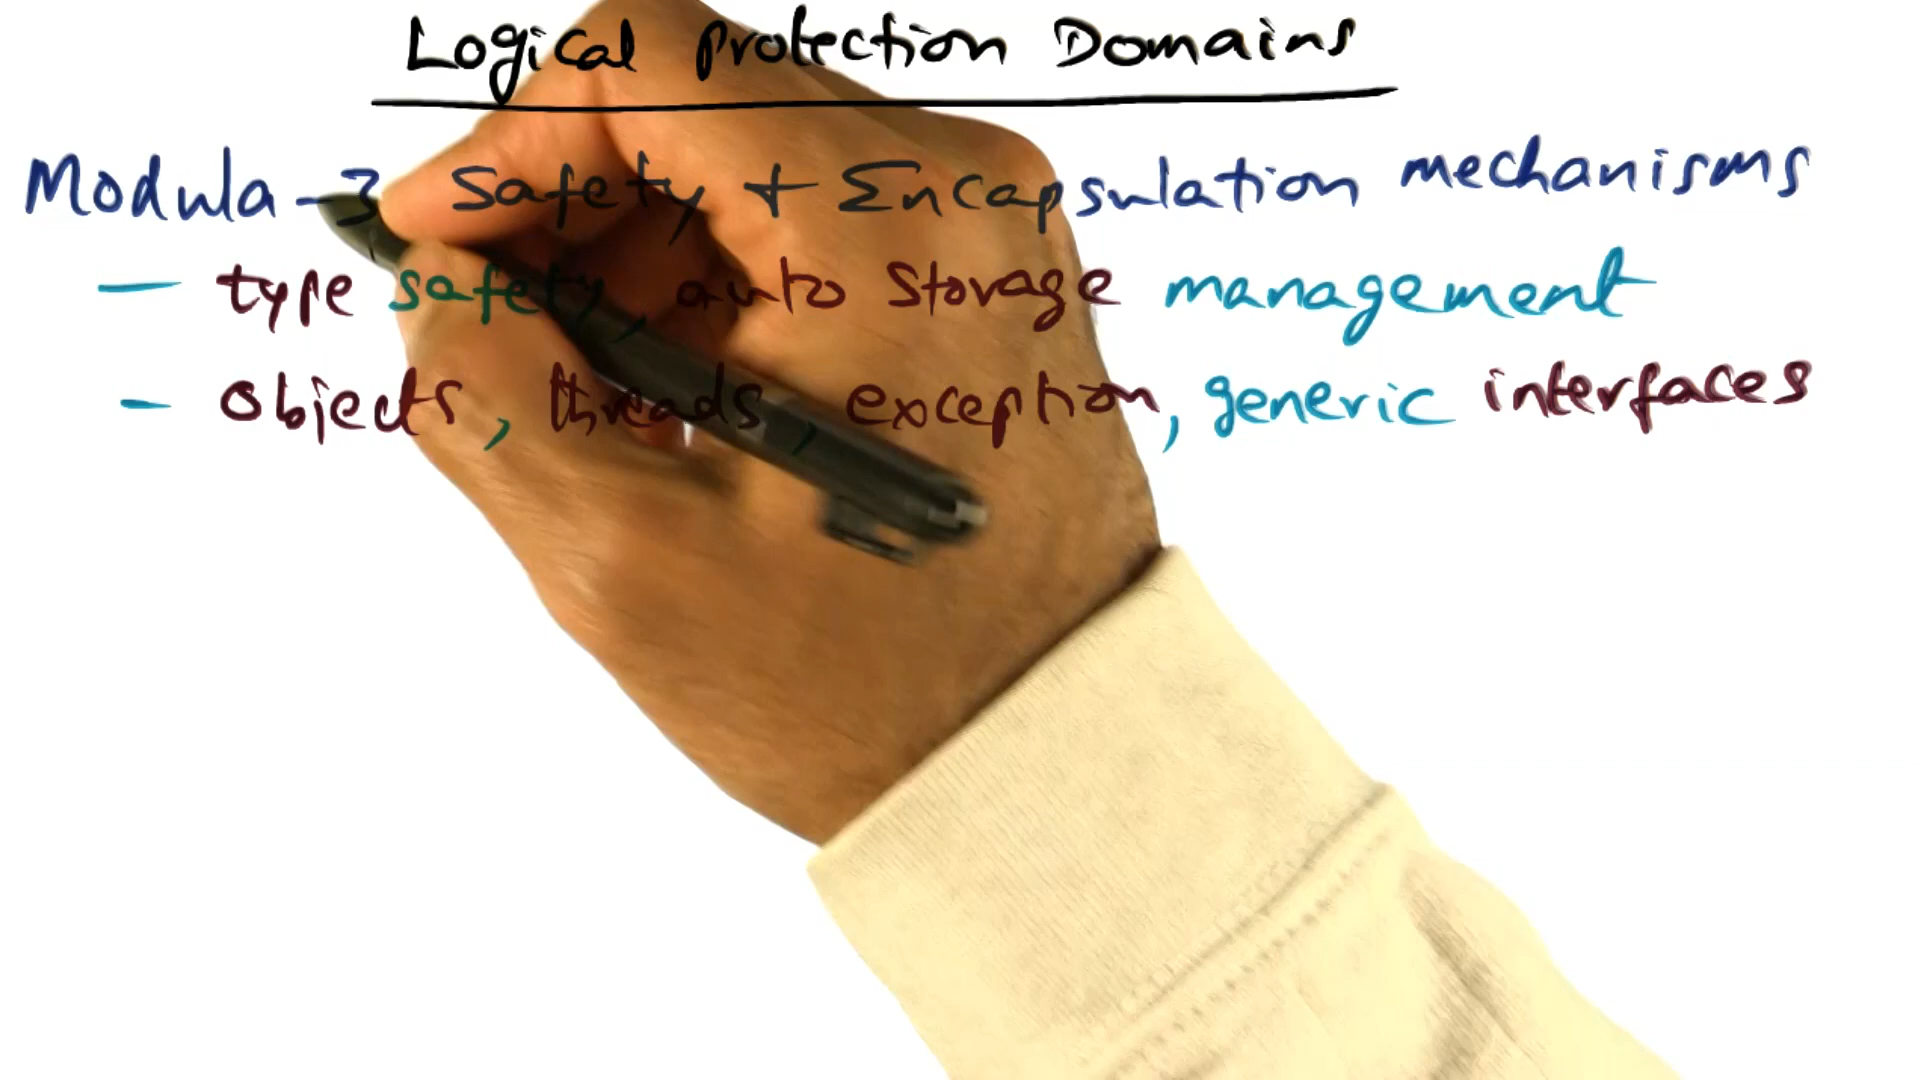 Logical Protection Domains
Modula-3 Safety + Encapsulation mechanisms
- type safety, auto storage management
- Objects, threads, exception, generic interfaces